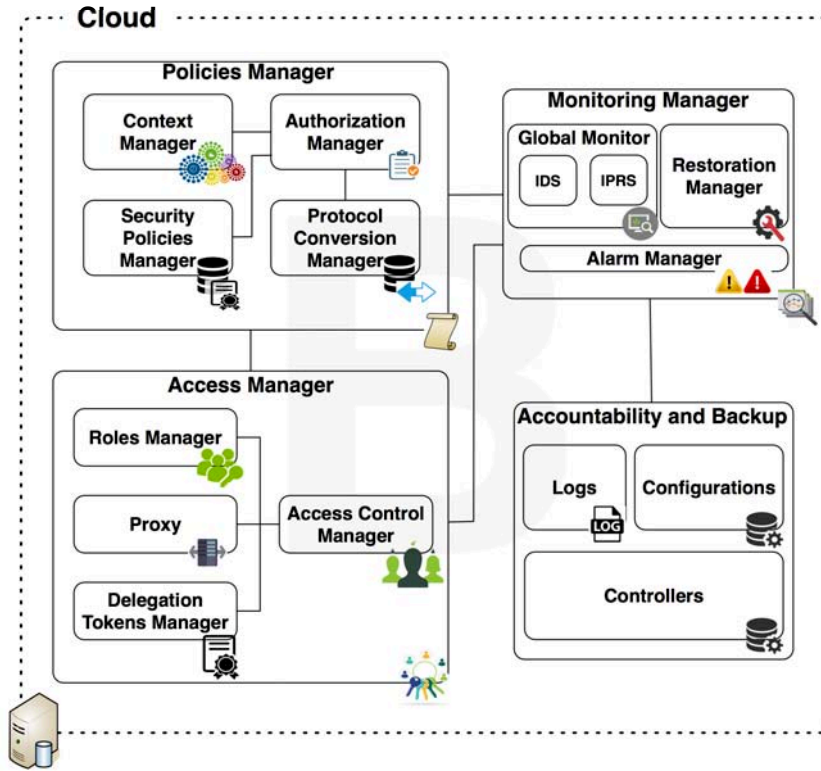 Cloud
Policies Manager
Context
Manager
Authorization
Manager
Security
Policies
Manager
Protocol
Conversion
Manager
Monitoring Manager
Global Monitor
IDS
IPRS
Restoration
Manager
Alarm Manager
Access Manager
Roles Manager
Proxy
Access Control
Manager
Delegation
Tokens Manager
Accountability and Backup
Logs
LOG
Configurations
Controllers
B